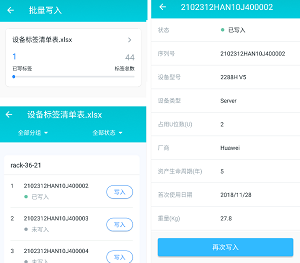 批量写入
设备标签清单表.xlsx
1
44
已写标签
标签总数
设备标签清单表.xlsx
全部分组
全部状态
rack-36-21
1
2102312HAN10J400002
已写入
写入
2
2102312HAN10J400003
未写入
写入
3
2102312HAN10J400004
未写入
写入
2102312HAN10J400002
状态
已写入
序列号
2102312HAN10J400002
设备型号
2288H V5
设备类型
Server
占用U位数(U)
2
厂商
Huawei
资产生命周期(年)
5
首次使用日期
2018/11/28
重量(Kg)
27.8
再次写入